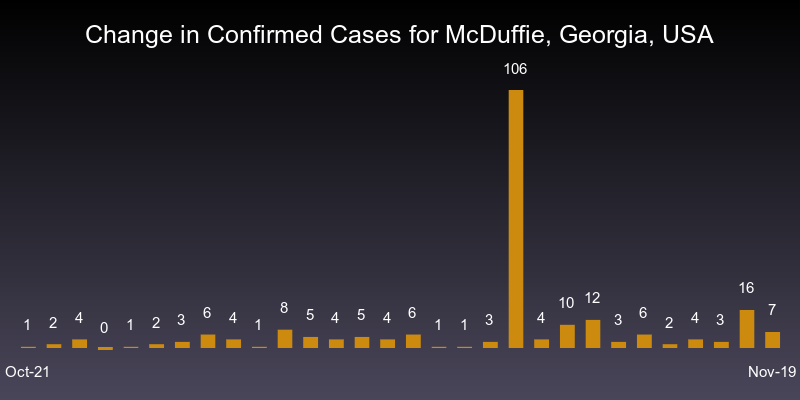 Change in Confirmed Cases for McDuffie, Georgia, USA
106
1 2 4 0 1 2 3 6 4 1 8 5 4 5 4 6 1 1 3 4 10 12 3 6 2 4 3 16 7
Oct-21 Nov-19